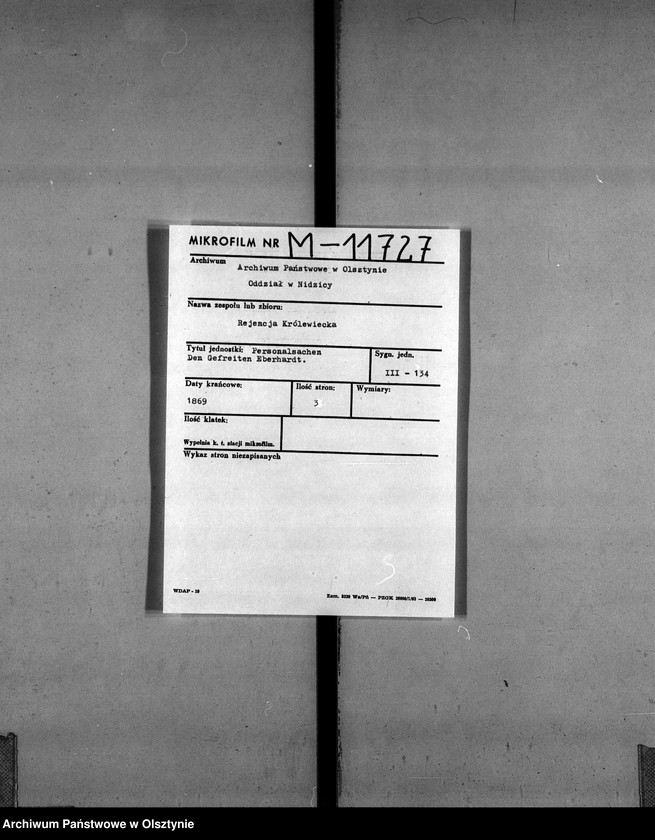 MIKROFILM NR M-11727
Archiwum
Archiwum Państwowe w Olsztynie
Oddział w Nidzicy
Nazwa zespołu lub zbioru:
Rejencja Królewiecka
Tytuł jednostki: Personalsachen
Den Gefreiten Eberhardt.
Sygn. jedn.
III - 134
Daty krańcowe:
1869
Ilość stron:
3
Wymiary:
Ilość klatek:
Wypełnia k. t. stacji mikrofilm.
Wykaz stron niezapisanych
WDAP - 19
Archiwum Państwowe w Olsztynie